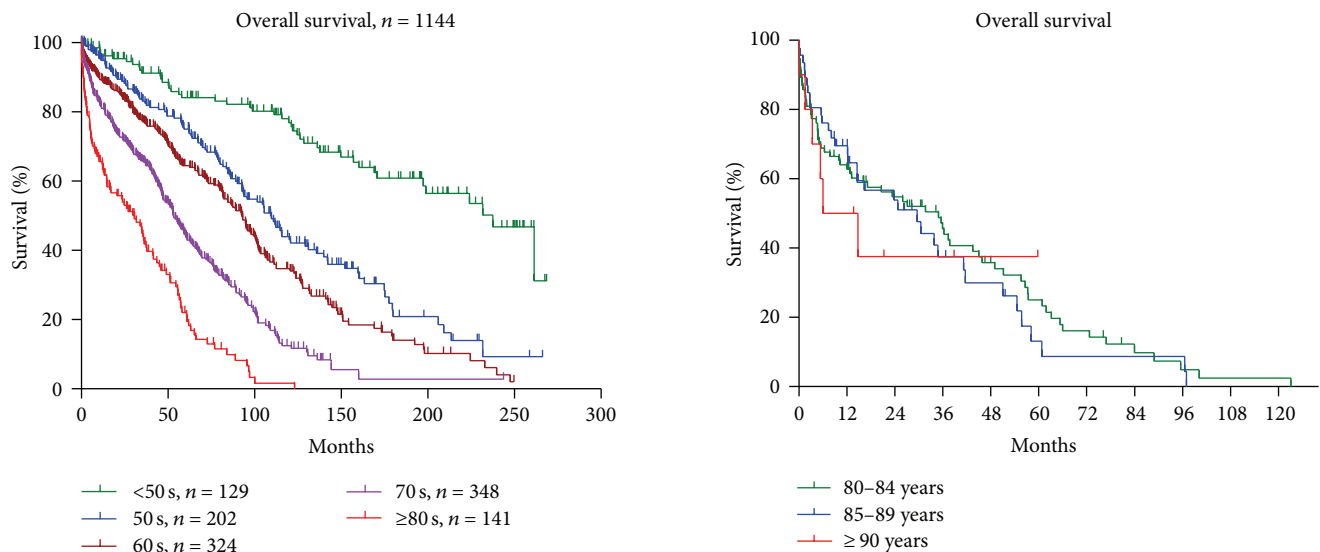 Overall survival, n = 1144
100
80
60
40
20
0
Survival (%)
0 50 100 150 200 250 300
Months
<50 s, n = 129
50 s, n = 202
60 s, n = 324
70 s, n = 348
≥80 s, n = 141
Overall survival
100
80
60
40
20
0
Survival (%)
0 12 24 36 48 60 72 84 96 108 120
Months
80–84 years
85–89 years
≥ 90 years